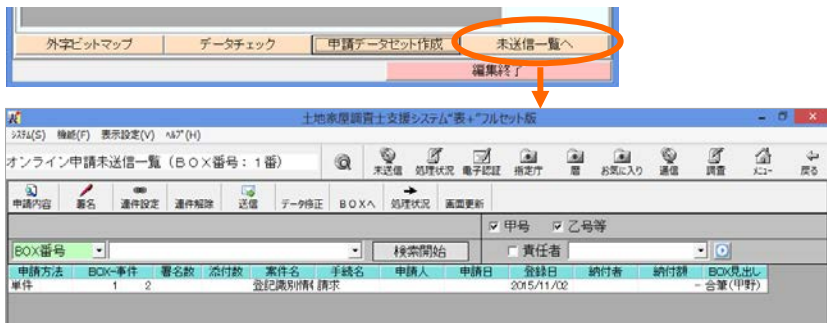 外字ビットマップ データチェック 申請データセット作成 未送信一覧へ
編集終了
土地家屋調査士支援システム"表+"フルセット版
ｼｽﾃﾑ(S) 機能(F) 表示設定(V) ﾍﾙﾌﾟ(H)
オンライン申請未送信一覧（ＢＯＸ番号：１番） 未送信 処理状況 電子認証 指定庁 暦 お気に入り 通信 調査 ﾒﾆｭｰ 戻る
申請内容 署名 連件設定 連件解除 送信 データ修正 ＢＯＸへ 処理状況 画面更新
甲号 乙号等
BOX番号 検索開始 責任者
申請方法 BOX-事件 署名数 添付数 案件名 手続名 申請人 申請日 登録日 納付者 納付額 BOX見出し
単件 1 2 登記識別情 請求 2015/11/02 - 合筆(甲野)